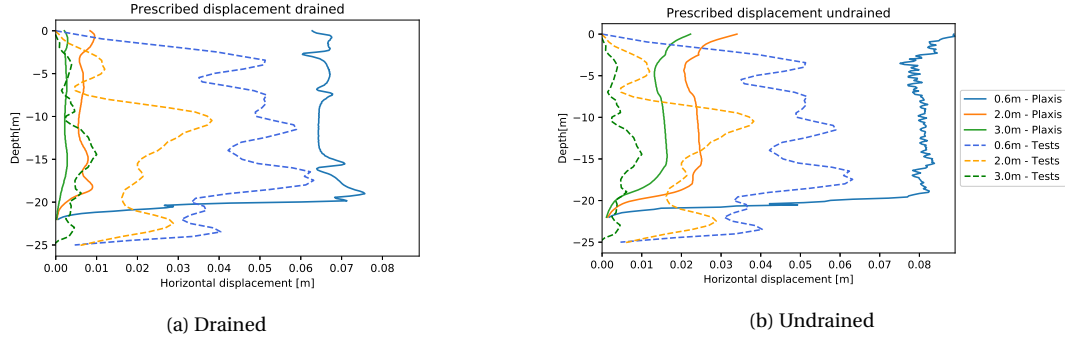 Prescribed displacement drained
0
−5
−10
−15
−20
−25
Depth[m]
0.00 0.01 0.02 0.03 0.04 0.05 0.06 0.07 0.08
Horizontal displacement [m]
(a) Drained
Prescribed displacement undrained
0
−5
−10
−15
−20
−25
Depth[m]
0.00 0.01 0.02 0.03 0.04 0.05 0.06 0.07 0.08
Horizontal displacement [m]
0.6m - Plaxis
2.0m - Plaxis
3.0m - Plaxis
0.6m - Tests
2.0m - Tests
3.0m - Tests
(b) Undrained